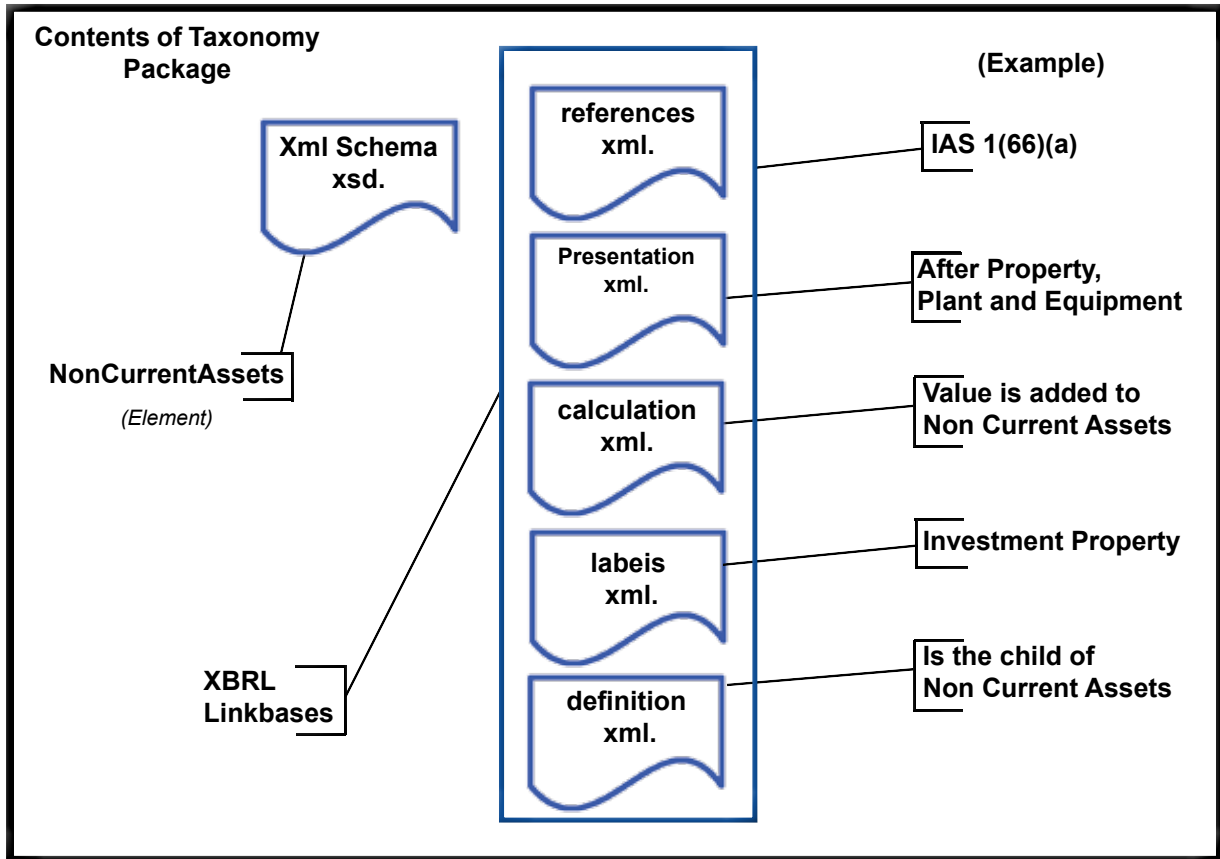 Contents of Taxonomy
Package
(Example)
Xml Schema
xsd.
NonCurrentAssets
(Element)
XBRL
Linkbases
references
xml.
IAS 1(66)(a)
Presentation
xml.
After Property,
Plant and Equipment
calculation
xml.
Value is added to
Non Current Assets
labeis
xml.
Investment Property
definition
xml.
Is the child of
Non Current Assets